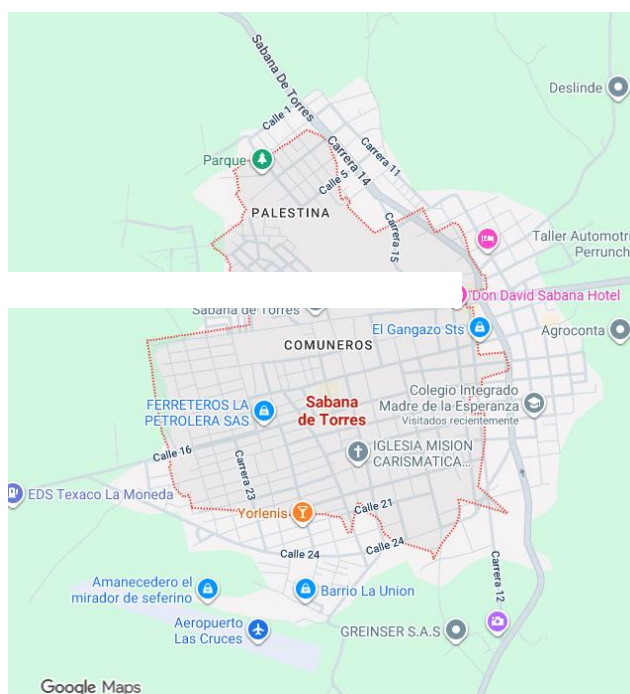 Deslinde
Sabana De Torres
Calle 1
Carrera 11
Carrera 14
Parque
Calle 5
PALESTINA
Carrera 15
Taller Automotri
Perrunch
Don David Sabana Hotel
Sabana de Torres
El Gangazo Sts
Agroconta
COMUNEROS
Colegio Integrado
Madre de la Esperanza
Visitados recientemente
FERRETEROS LA
PETROLERA SAS
Sabana
de Torres
IGLESIA MISION
CARISMATICA...
Calle 16
Carrera 23
EDS Texaco La Moneda
Yorlenis
Calle 21
Calle 24
Calle 24
Carrera 12
Amanecedero el
mirador de seferino
Barrio La Union
Aeropuerto
Las Cruces
GREINSER S.A.S
Google Maps